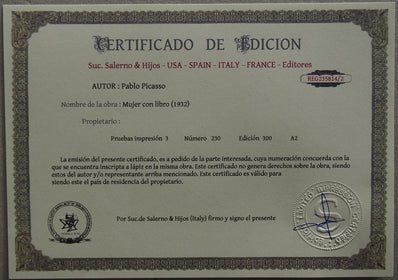 CERTIFICADO DE EDICION
Suc. Salerno & Hijos - USA - SPAIN - ITALY - FRANCE - Editores
REG235814/2
AUTOR : Pablo Picasso
Nombre de la obra : Mujer con libro (1932)
Propietario :
Pruebas impresión 3 Número 230 Edición 300 A2
La emisión del presente certificado, es a pedido de la parte interesada, cuya numeración concuerda con la
que se encuentra inscripta a lápiz en la misma obra. Este certificado no genera derechos sobre la obra, siendo
estos del autor y/o representante arriba mencionado. Este certificado es válido para
siendo este el país de residencia del propietario.
Por Suc.de Salerno & Hijos (Italy) firmo y signo el presente